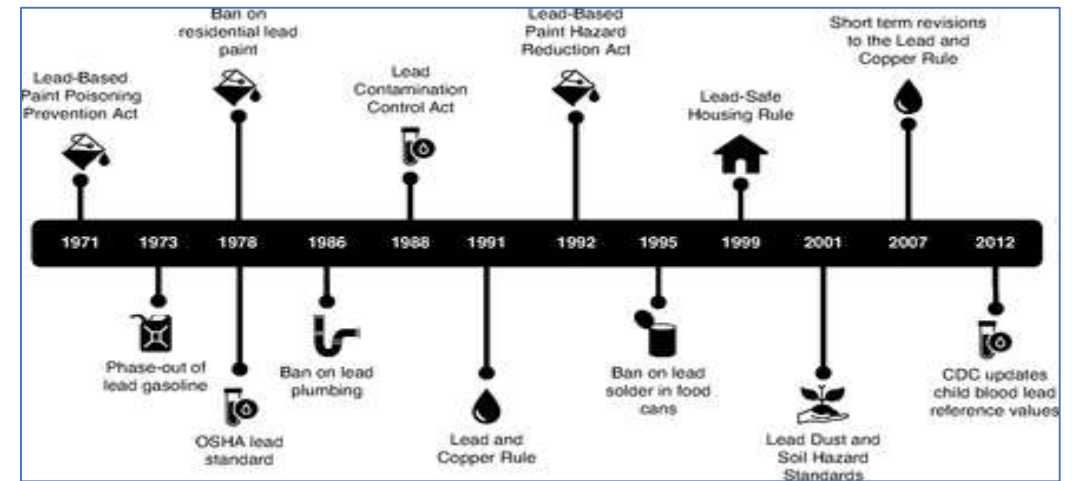 Lead-Based
Paint Poisoning
Prevention Act
Ban on
residential lead
paint
Lead
Contamination
Control Act
Lead-Based
Paint Hazard
Reduction Act
Lead-Safe
Housing Rule
Short term revisions
to the Lead and
Copper Rule
1971 1973 1978 1986 1988 1991 1992 1995 1999 2001 2007 2012
Phase-out of
lead gasoline
OSHA lead
standard
Ban on lead
plumbing
Lead and
Copper Rule
Ban on lead
solder in food
cans
Lead Dust and
Soil Hazard
Standards
CDC updates
child blood lead
reference values